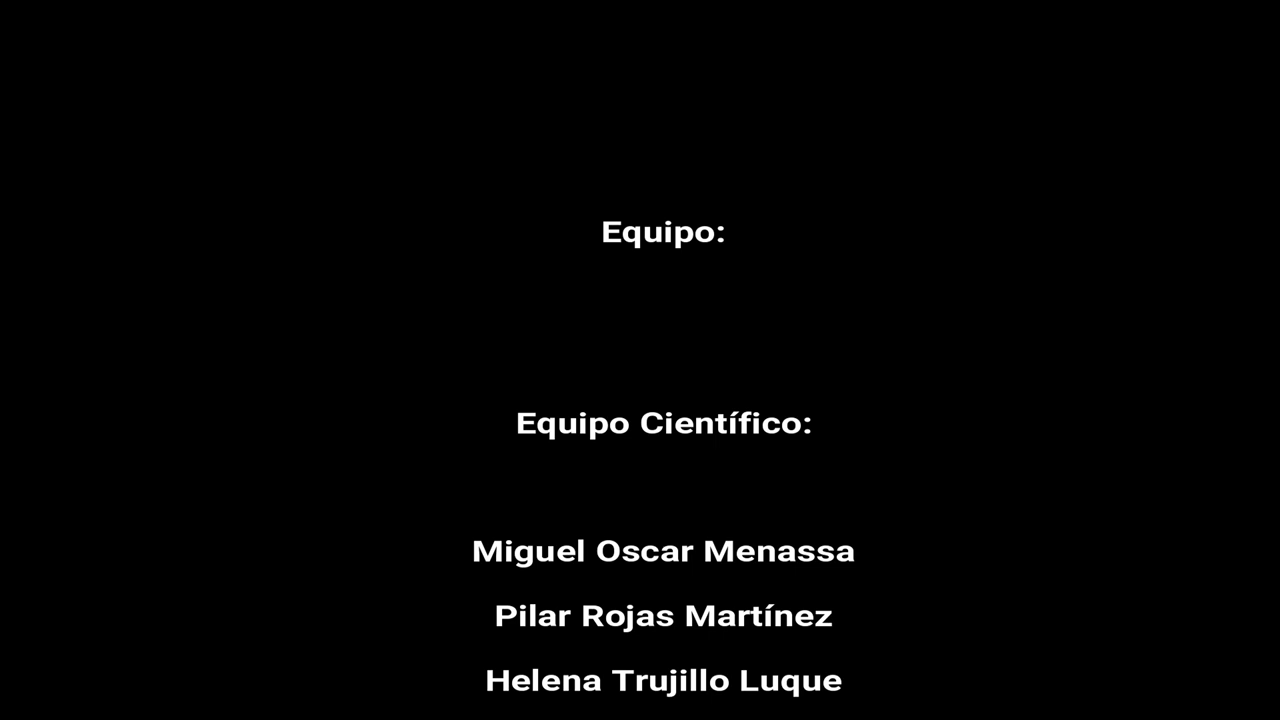 Equipo:
Equipo Científico:
Miguel Oscar Menassa
Pilar Rojas Martínez
Helena Trujillo Luque